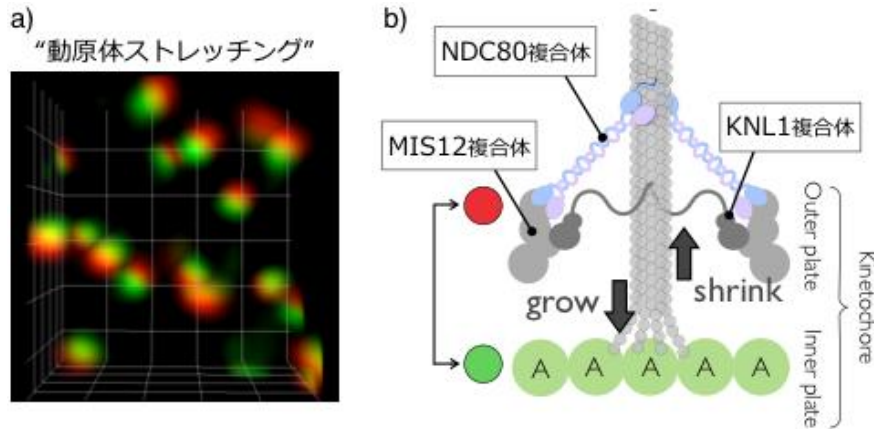 a)
“動原体ストレッチング”
b)
NDC80複合体
KNL1複合体
MIS12複合体
Outer plate
Kinetochore
grow
shrink
Inner plate
A A A A A